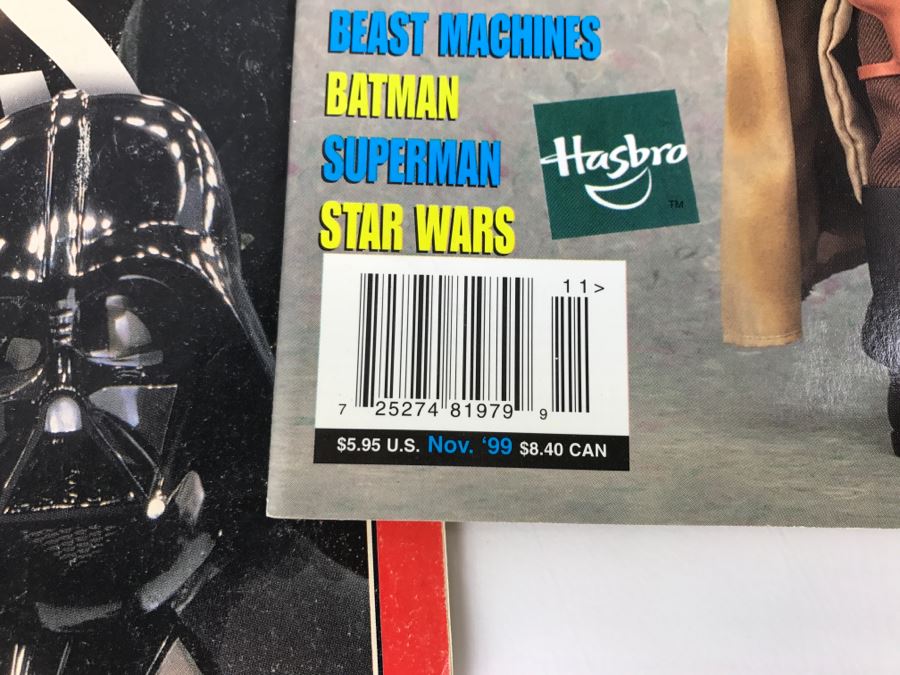 BEAST MACHINES
BATMAN
SUPERMAN
STAR WARS
Hasbro
TM
11>
7 25274 81979 9
$5.95 U.S. Nov. '99 $8.40 CAN